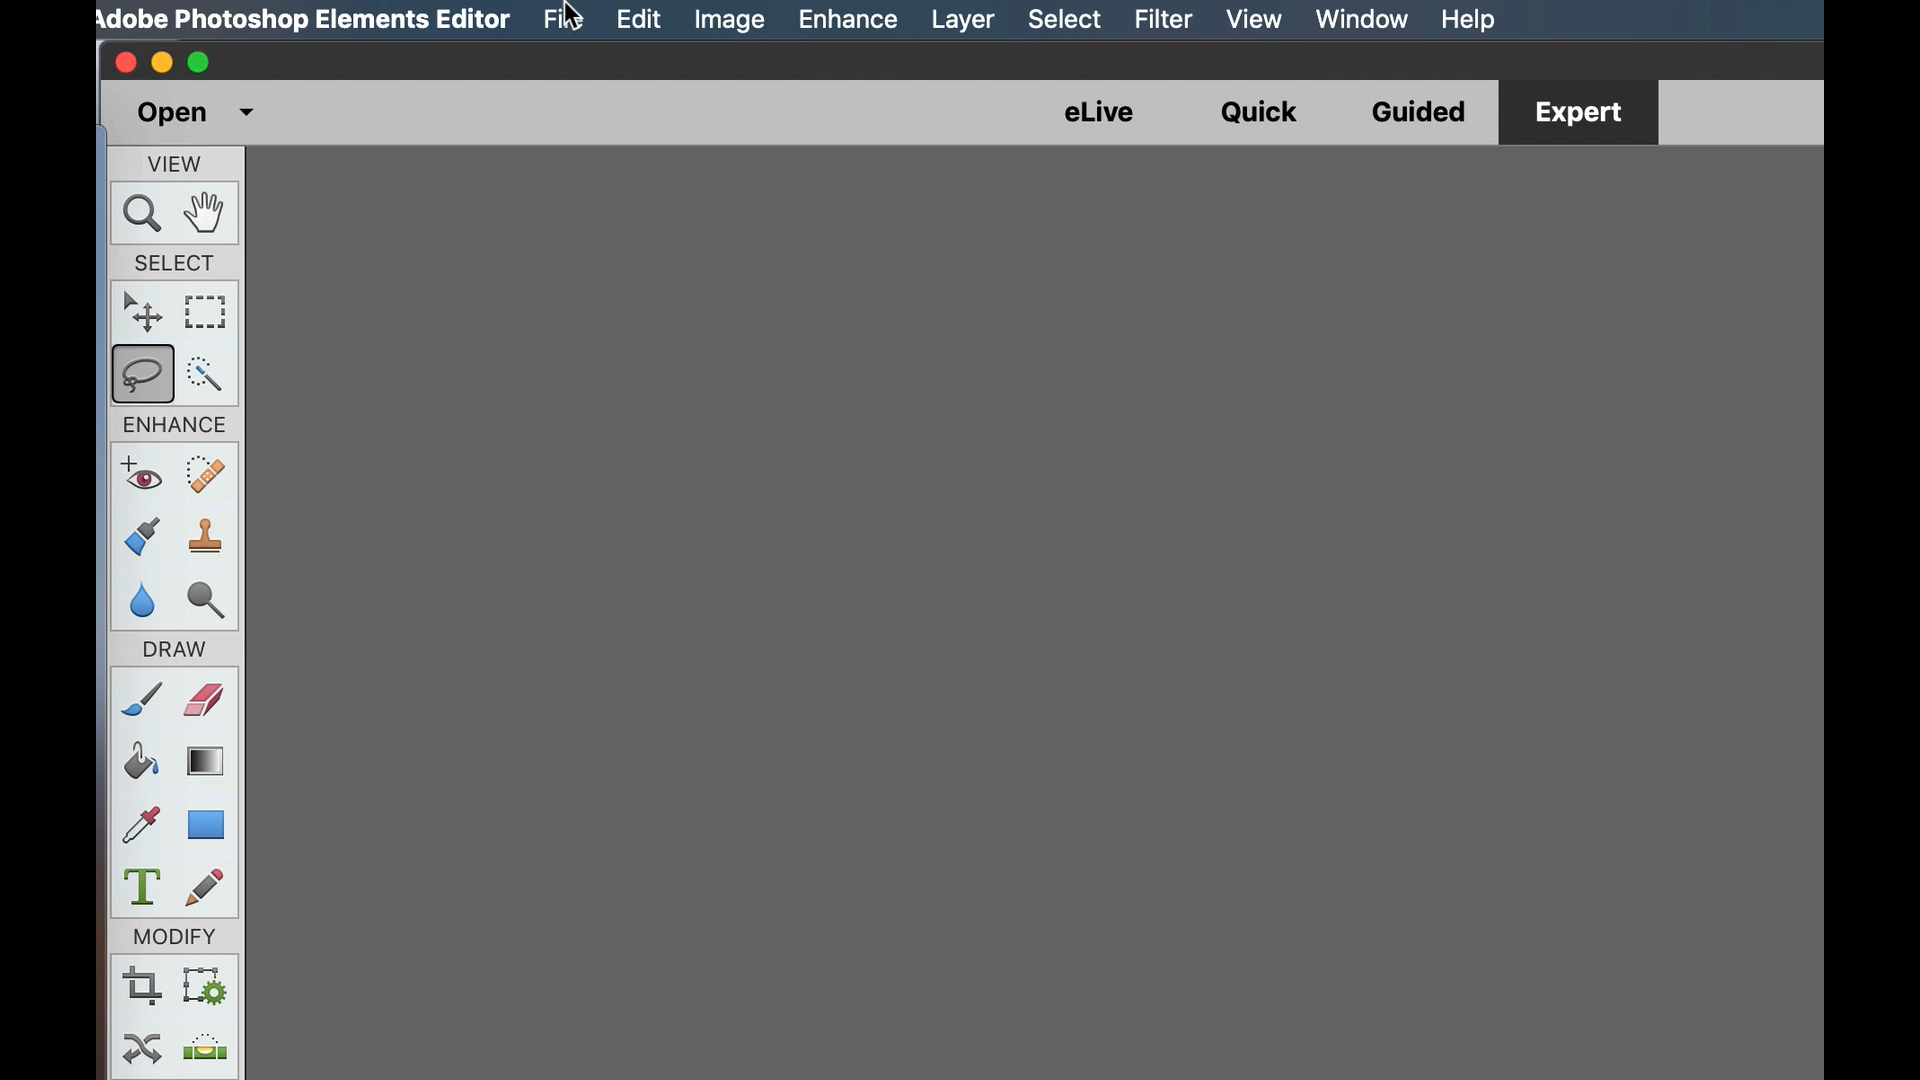 Adobe Photoshop Elements Editor File Edit Image Enhance Layer Select Filter View Window Help
Open eLive Quick Guided Expert
VIEW
SELECT
ENHANCE
DRAW
T
MODIFY